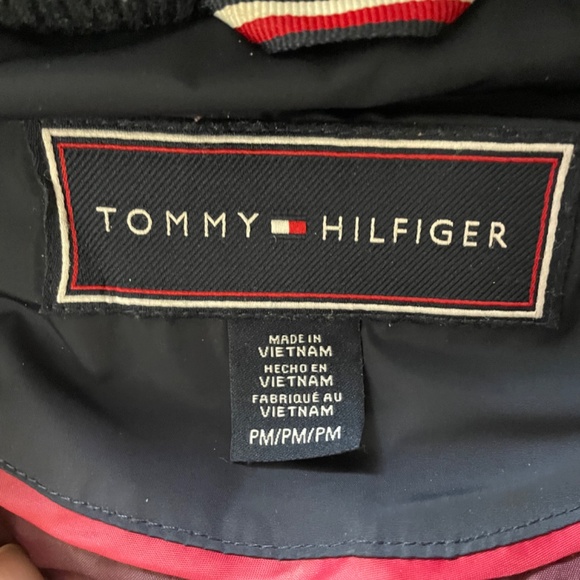 TOMMY HILFIGER
MADE IN
VIETNAM
HECHO EN
VIETNAM
FABRIQUÉ AU
VIETNAM
PM/PM/PM